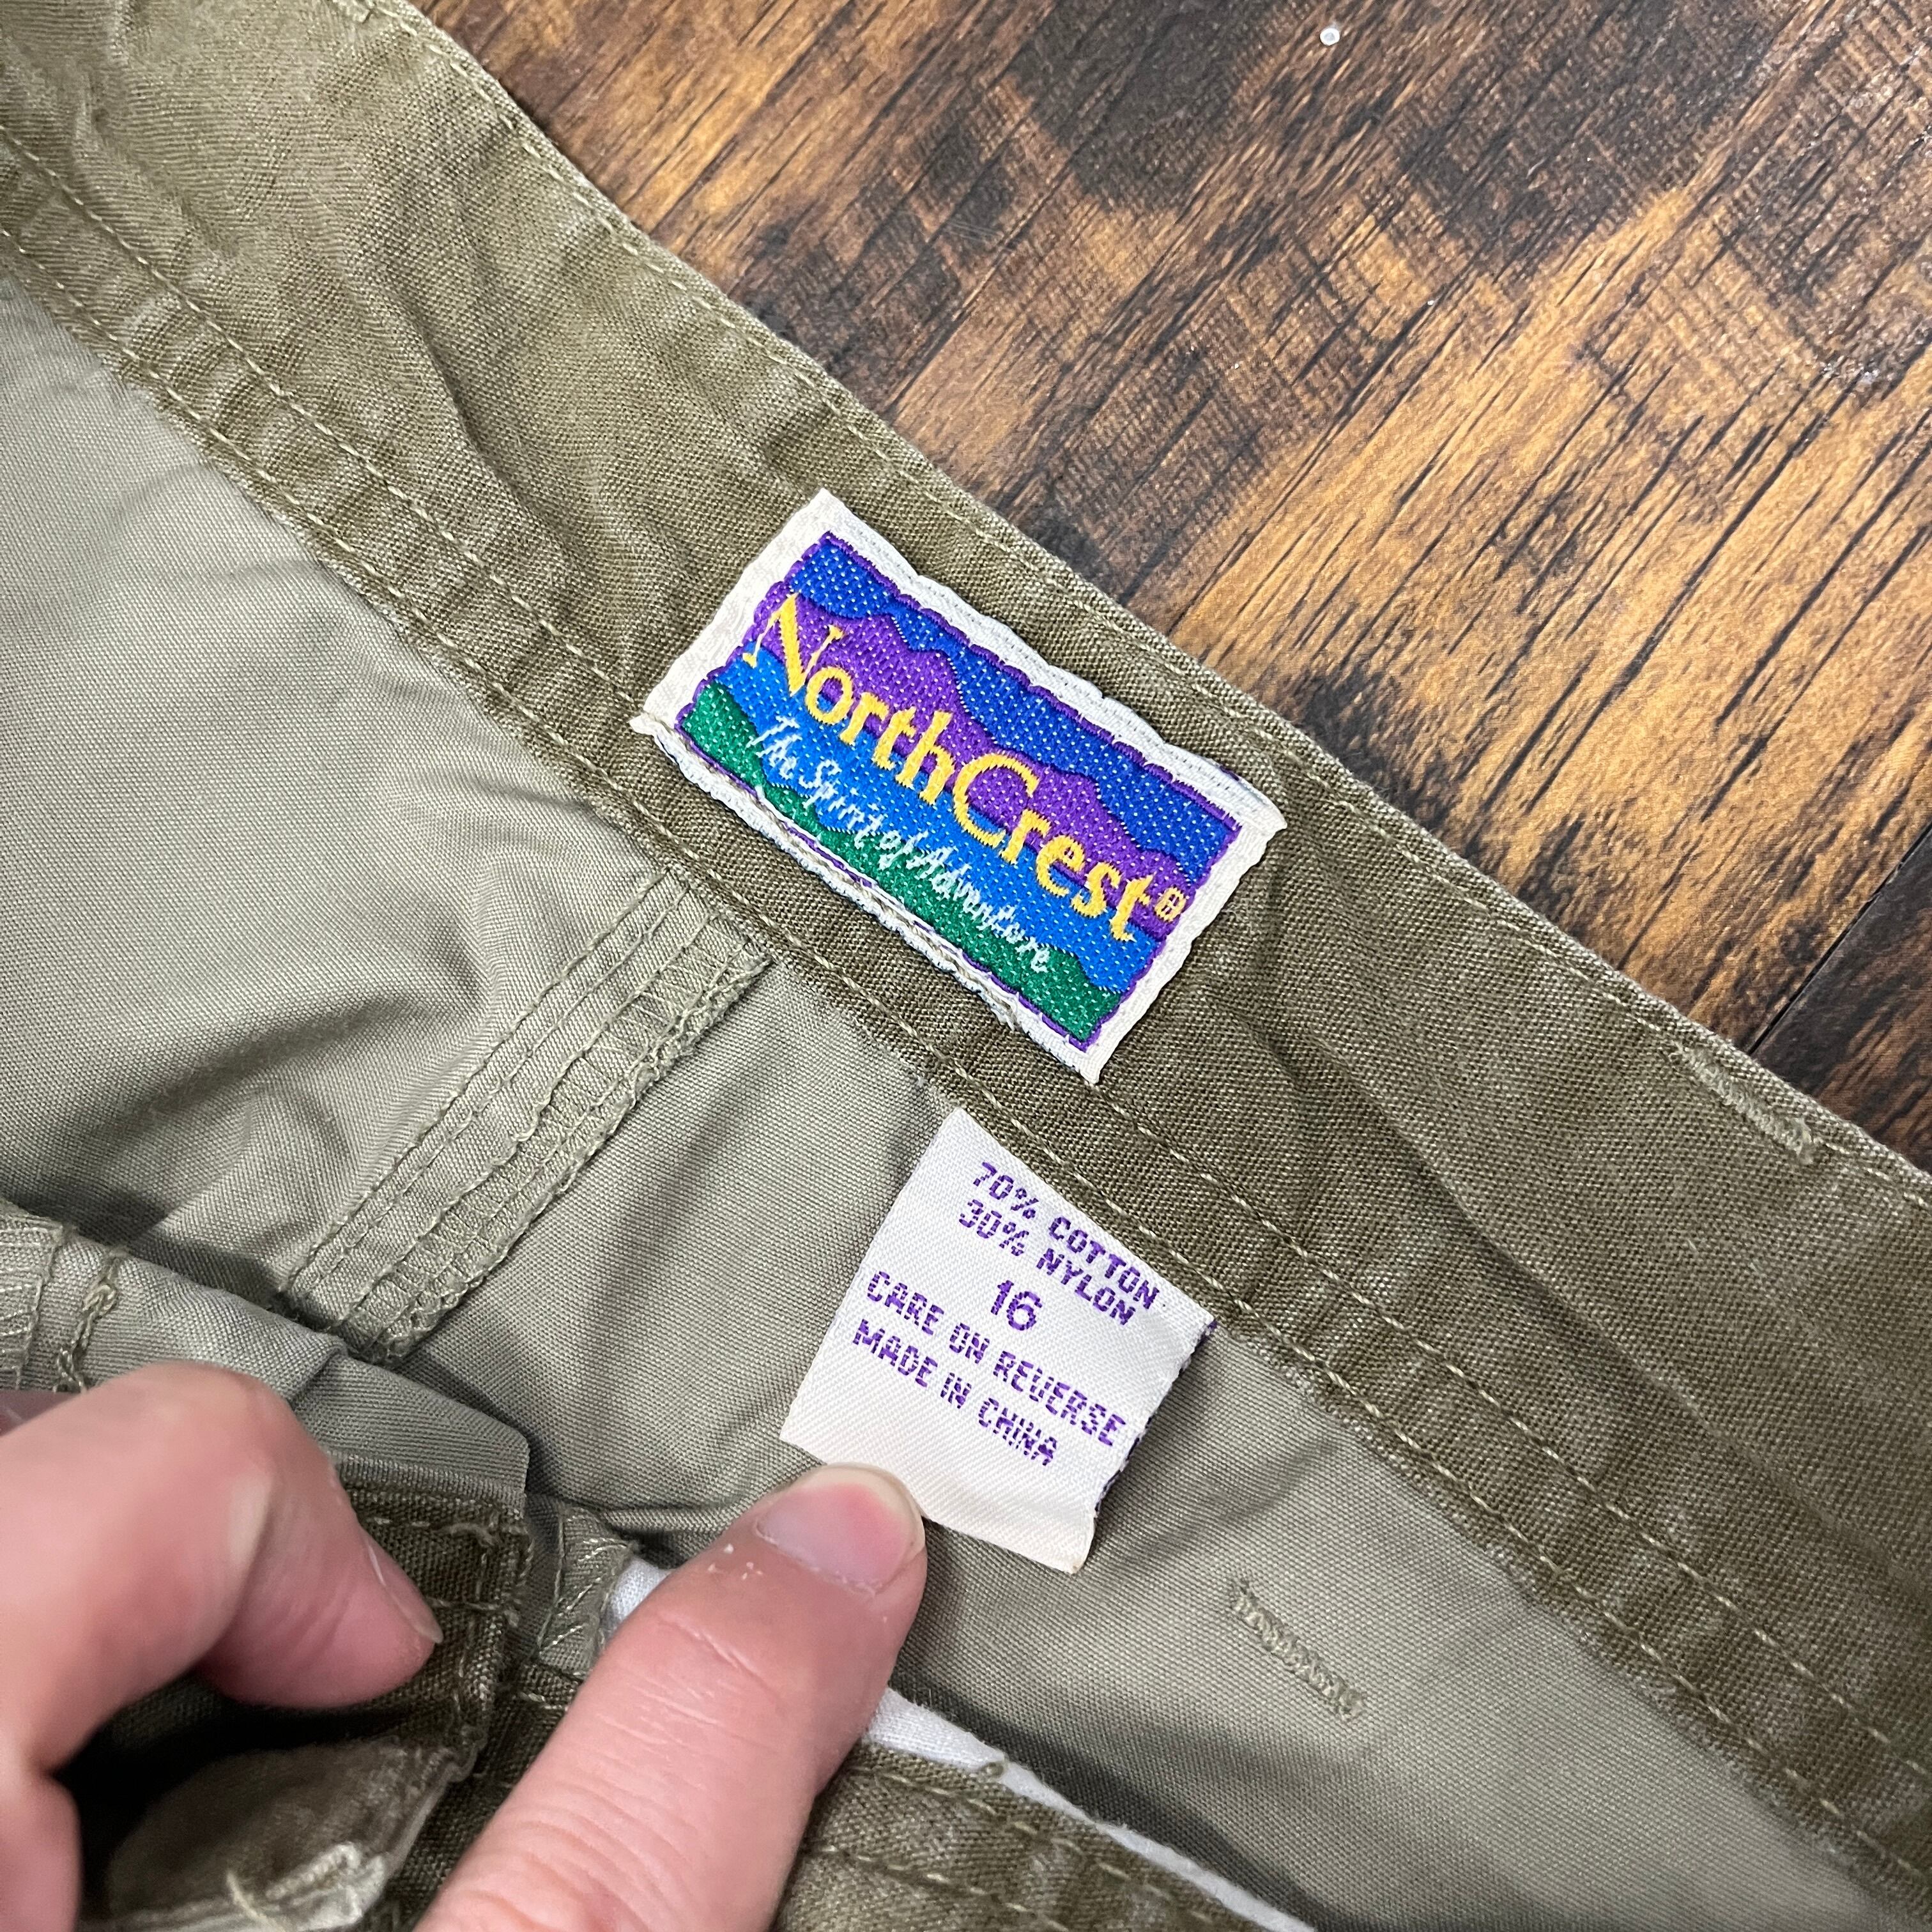 NorthCrest®
The Spirit of Adventure
70% COTTON
30% NYLON
16
CARE ON REVERSE
MADE IN CHINA